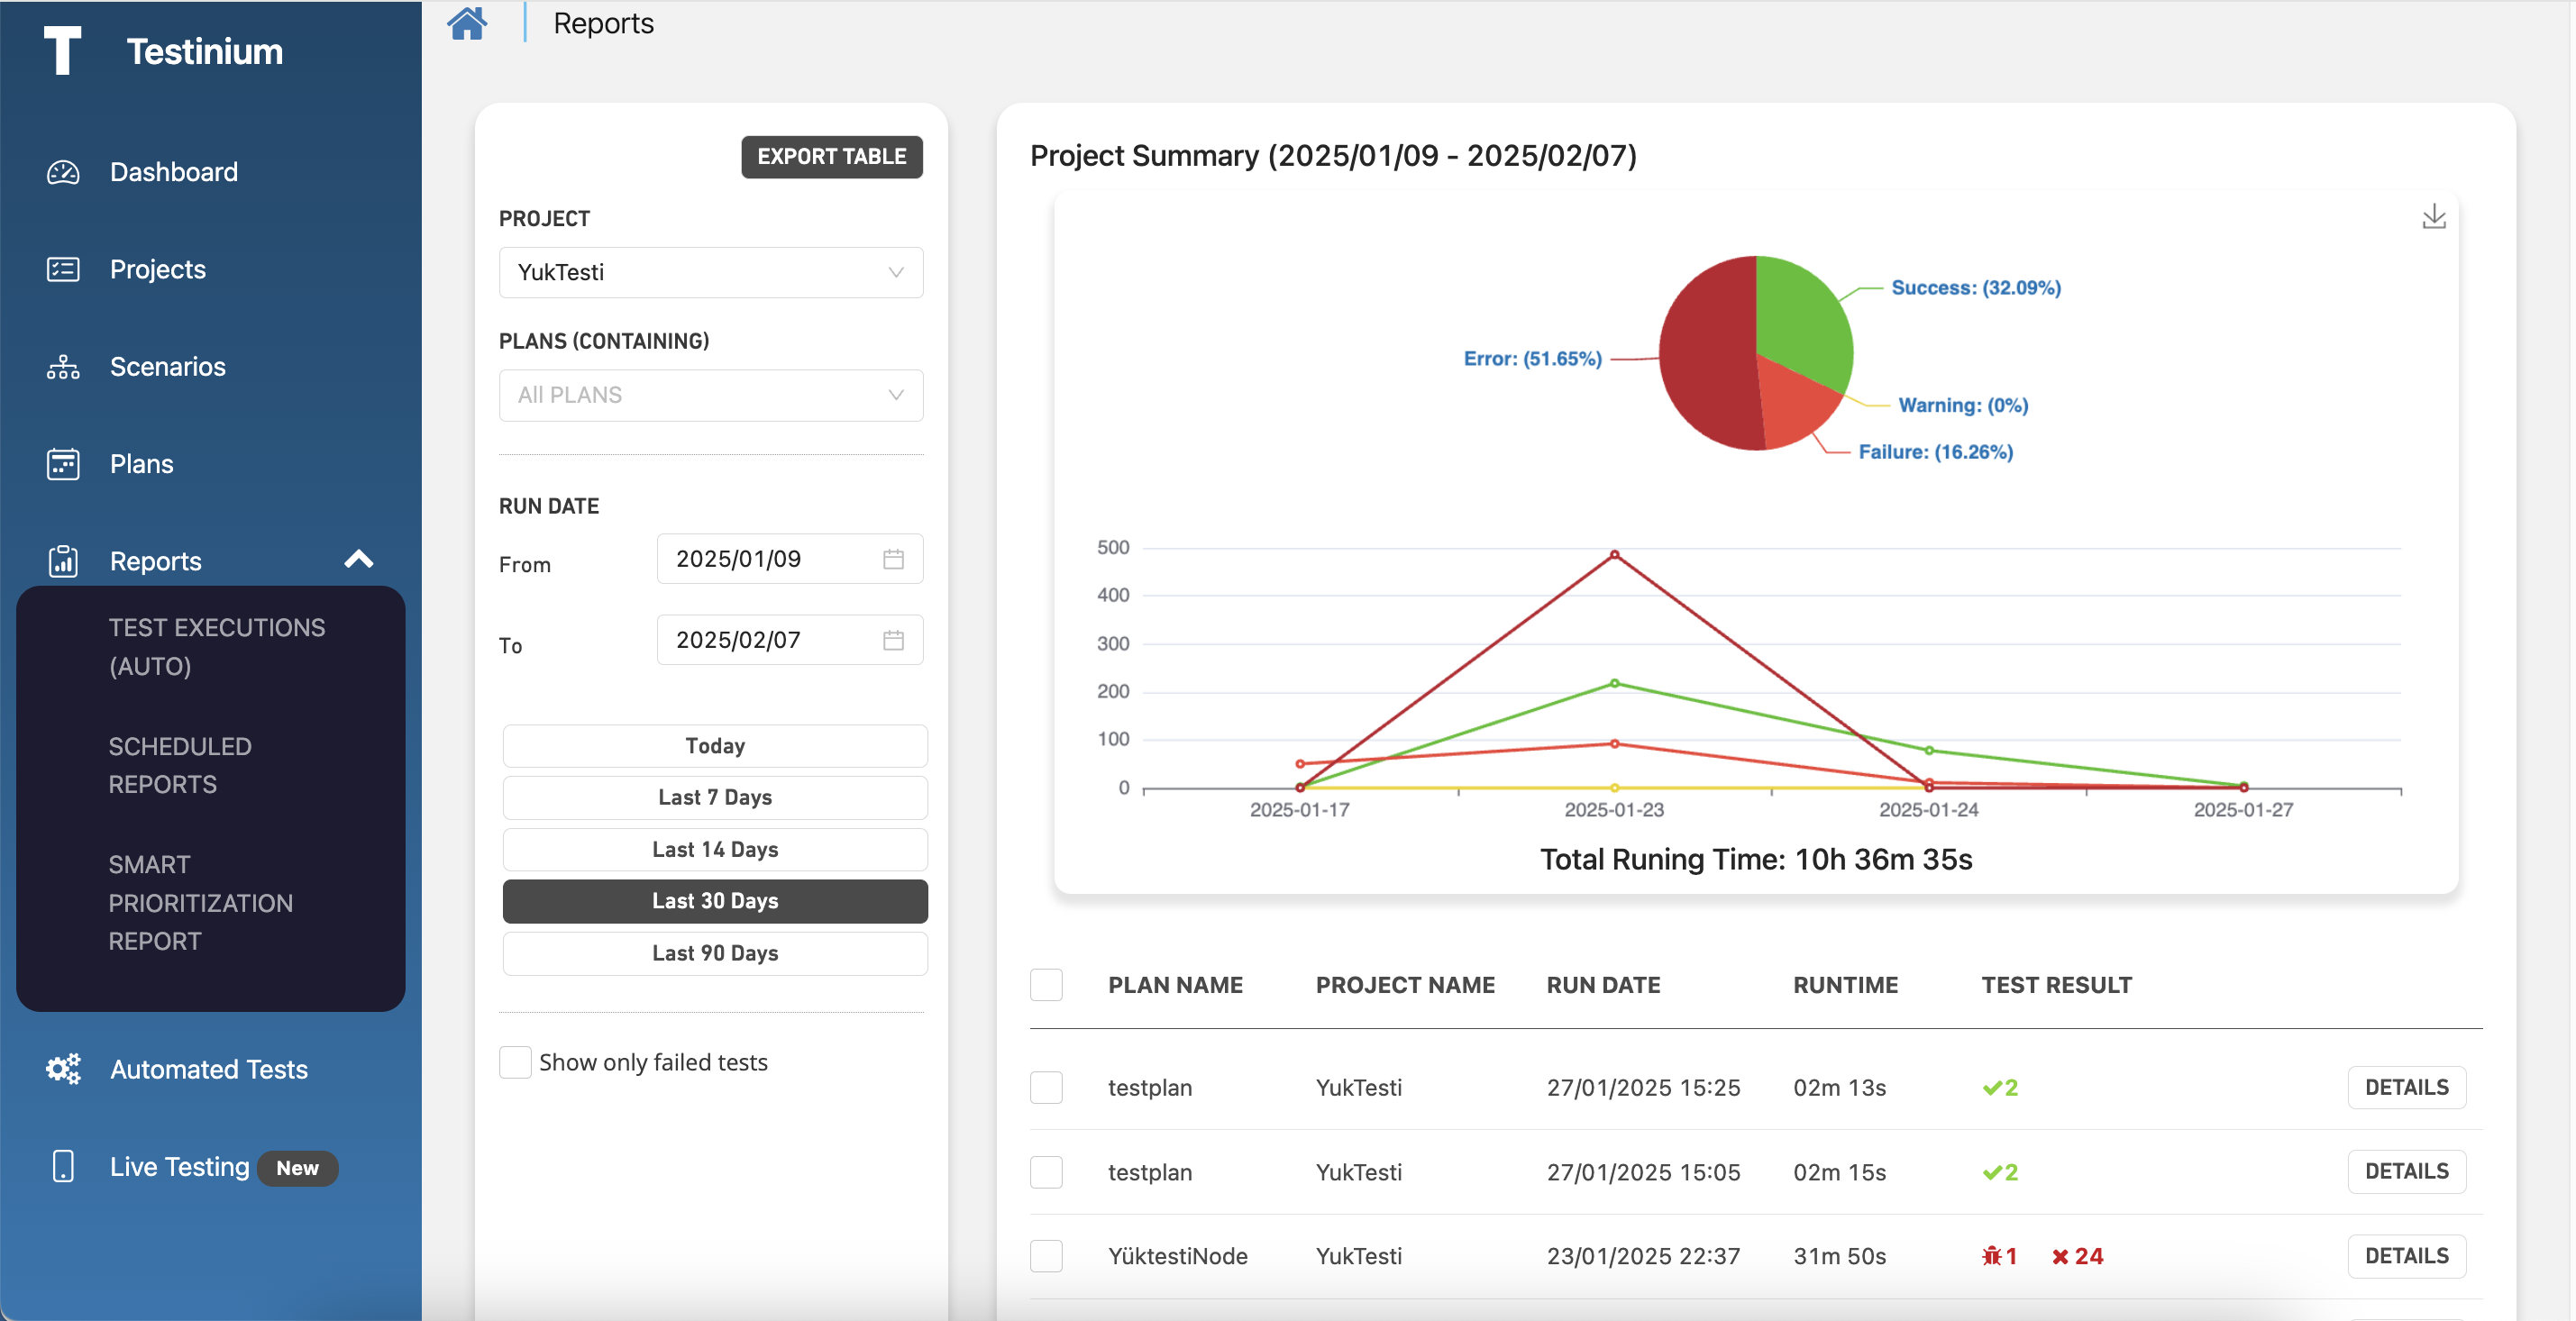 Testinium
Dashboard
Projects
Scenarios
Plans
Reports
TEST EXECUTIONS
(AUTO)
SCHEDULED
REPORTS
SMART
PRIORITIZATION
REPORT
Automated Tests
Live Testing New
Reports
EXPORT TABLE
PROJECT
YukTesti
PLANS (CONTAINING)
All PLANS
RUN DATE
From 2025/01/09
To 2025/02/07
Today
Last 7 Days
Last 14 Days
Last 30 Days
Last 90 Days
Show only failed tests
Project Summary (2025/01/09 - 2025/02/07)
Success: (32.09%)
Error: (51.65%)
Warning: (0%)
Failure: (16.26%)
500
400
300
200
100
0
2025-01-17 2025-01-23 2025-01-24 2025-01-27
Total Runing Time: 10h 36m 35s
PLAN NAME PROJECT NAME RUN DATE RUNTIME TEST RESULT
testplan YukTesti 27/01/2025 15:25 02m 13s 2 DETAILS
testplan YukTesti 27/01/2025 15:05 02m 15s 2 DETAILS
YüktestiNode YukTesti 23/01/2025 22:37 31m 50s 1 24 DETAILS